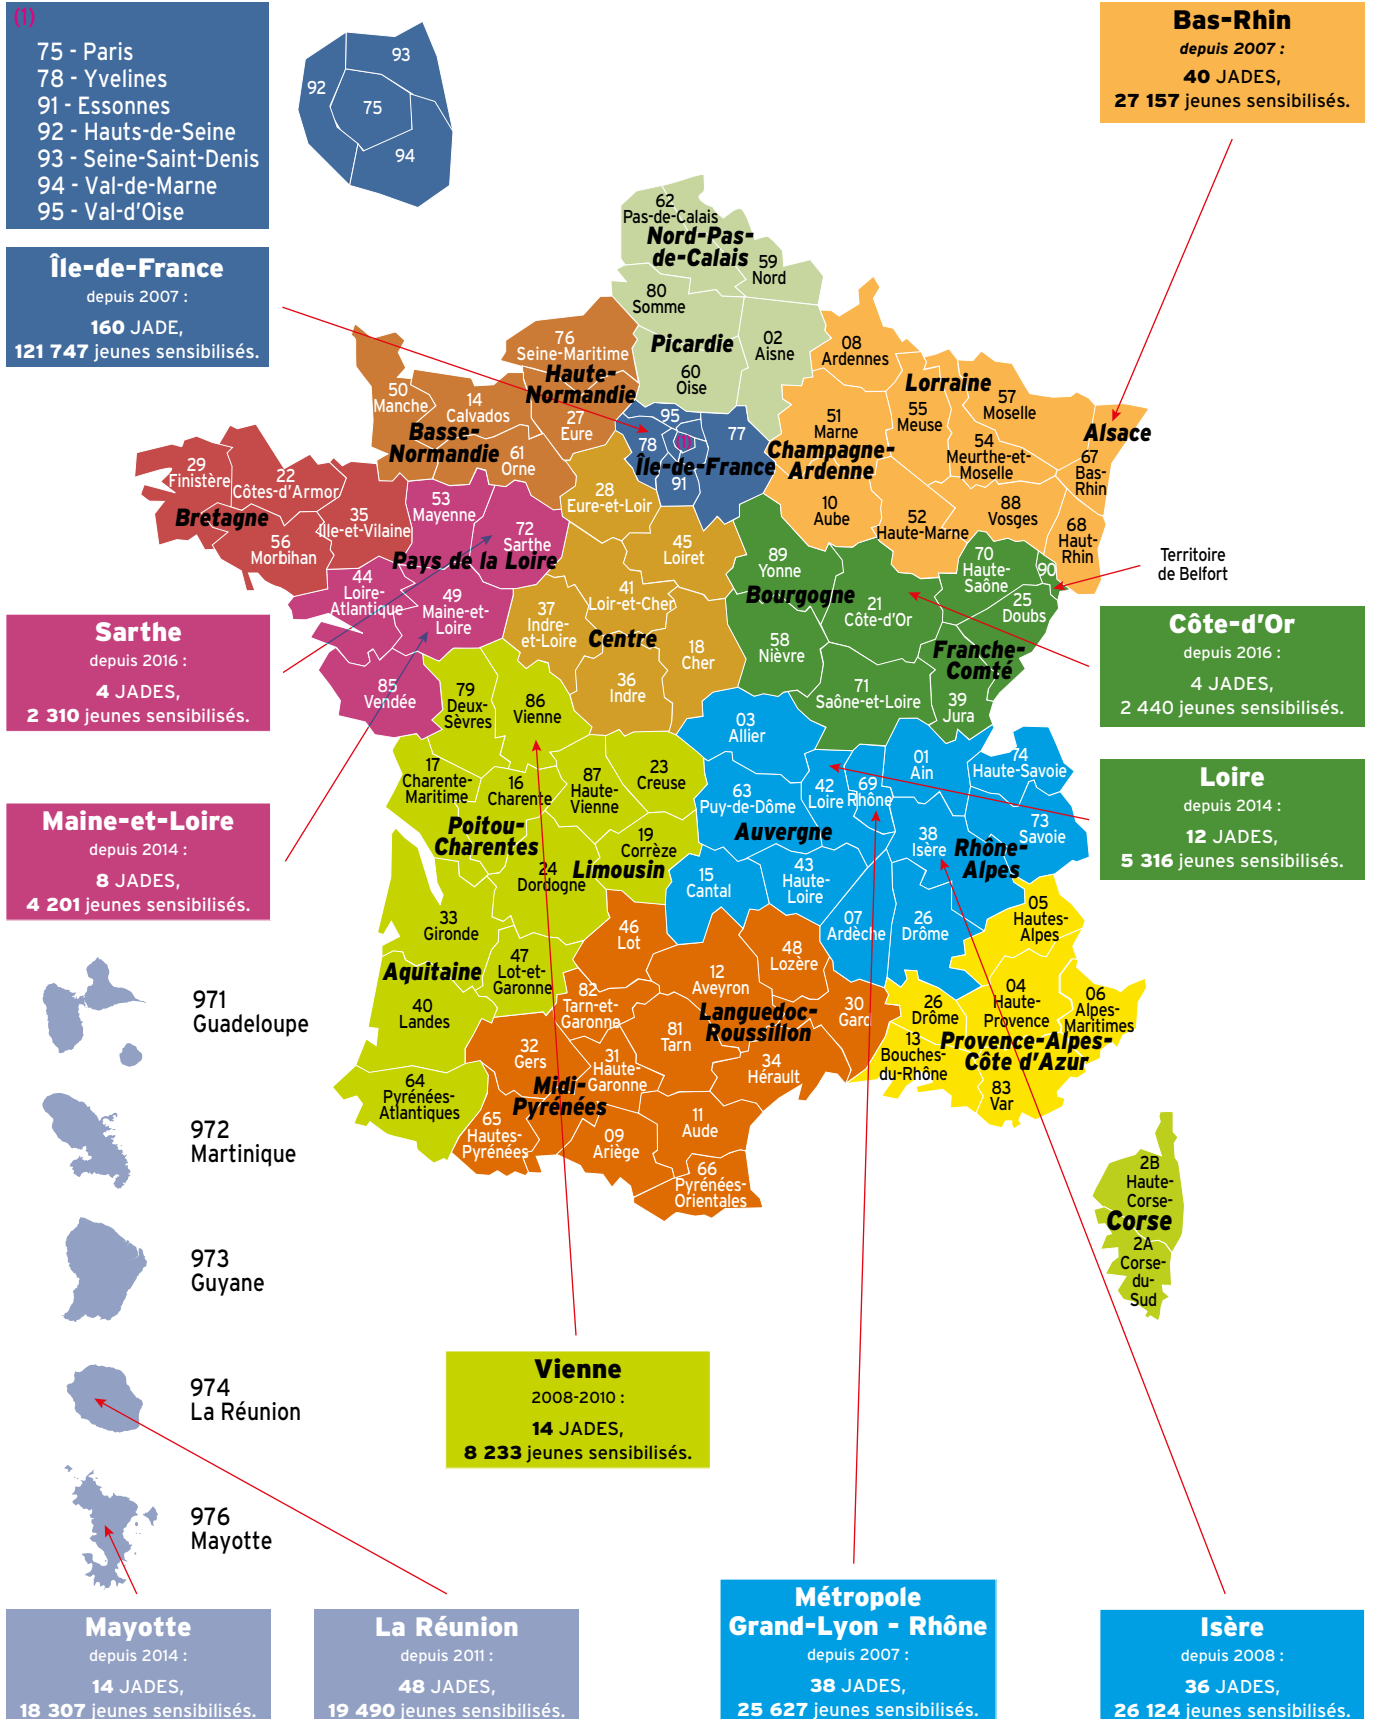 (1)
75 - Paris
78 - Yvelines
91 - Essonnes
92 - Hauts-de-Seine
93 - Seine-Saint-Denis
94 - Val-de-Marne
95 - Val-d'Oise
93
92
75
94
Bas-Rhin
depuis 2007 :
40 JADES,
27 157 jeunes sensibilisés.
Île-de-France
depuis 2007 :
160 JADE,
121 747 jeunes sensibilisés.
62
Pas-de-Calais
Nord-Pas-
de-Calais
59
Nord
80
Somme
Picardie
02
Aisne
60
Oise
76
Seine-Maritime
Haute-
Normandie
27
Eure
50
Manche
14
Calvados
Basse-
Normandie
61
Orne
08
Ardennes
Lorraine
57
Moselle
51
Marne
55
Meuse
54
Meurthe-et-
Moselle
Champagne-
Ardenne
Alsace
67
Bas-
Rhin
10
Aube
52
Haute-Marne
88
Vosges
68
Haut-
Rhin
95
78
(1)
77
Île-de-France
91
29
Finistère
22
Côtes-d'Armor
Bretagne
35
Ille-et-Vilaine
56
Morbihan
53
Mayenne
72
Sarthe
Pays de la Loire
44
Loire-
Atlantique
49
Maine-et-
Loire
85
Vendée
28
Eure-et-Loir
45
Loiret
41
Loir-et-Cher
37
Indre-
et-Loire
Centre
18
Cher
36
Indre
89
Yonne
Bourgogne
21
Côte-d'Or
58
Nièvre
71
Saône-et-Loire
70
Haute-
Saône
90
Territoire
de Belfort
25
Doubs
Franche-
Comté
39
Jura
Sarthe
depuis 2016 :
4 JADES,
2 310 jeunes sensibilisés.
Côte-d'Or
depuis 2016 :
4 JADES,
2 440 jeunes sensibilisés.
79
Deux-
Sèvres
86
Vienne
17
Charente-
Maritime
16
Charente
87
Haute-
Vienne
23
Creuse
Poitou-
Charentes
19
Corrèze
Limousin
24
Dordogne
33
Gironde
Aquitaine
47
Lot-et-
Garonne
40
Landes
64
Pyrénées-
Atlantiques
03
Allier
63
Puy-de-Dôme
42
Loire
69
Rhône
01
Ain
74
Haute-Savoie
73
Savoie
Auvergne
38
Isère
Rhône-
Alpes
15
Cantal
43
Haute-
Loire
07
Ardèche
26
Drôme
Loire
depuis 2014 :
12 JADES,
5 316 jeunes sensibilisés.
Maine-et-Loire
depuis 2014 :
8 JADES,
4 201 jeunes sensibilisés.
46
Lot
48
Lozère
12
Aveyron
82
Tarn-et-
Garonne
Languedoc-
Roussillon
30
Gard
81
Tarn
32
Gers
31
Haute-
Garonne
34
Hérault
Midi-
Pyrénées
65
Hautes-
Pyrénées
09
Ariège
11
Aude
66
Pyrénées-
Orientales
05
Hautes-
Alpes
04
Haute-
Provence
06
Alpes-
Maritimes
26
Drôme
Provence-Alpes-
Côte d'Azur
13
Bouches-
du-Rhône
83
Var
2B
Haute-
Corse-
Corse
2A
Corse-
du-
Sud
971
Guadeloupe
972
Martinique
973
Guyane
974
La Réunion
976
Mayotte
Vienne
2008-2010 :
14 JADES,
8 233 jeunes sensibilisés.
Mayotte
depuis 2014 :
14 JADES,
18 307 jeunes sensibilisés.
La Réunion
depuis 2011 :
48 JADES,
19 490 jeunes sensibilisés.
Métropole
Grand-Lyon - Rhône
depuis 2007 :
38 JADES,
25 627 jeunes sensibilisés.
Isère
depuis 2008 :
36 JADES,
26 124 jeunes sensibilisés.